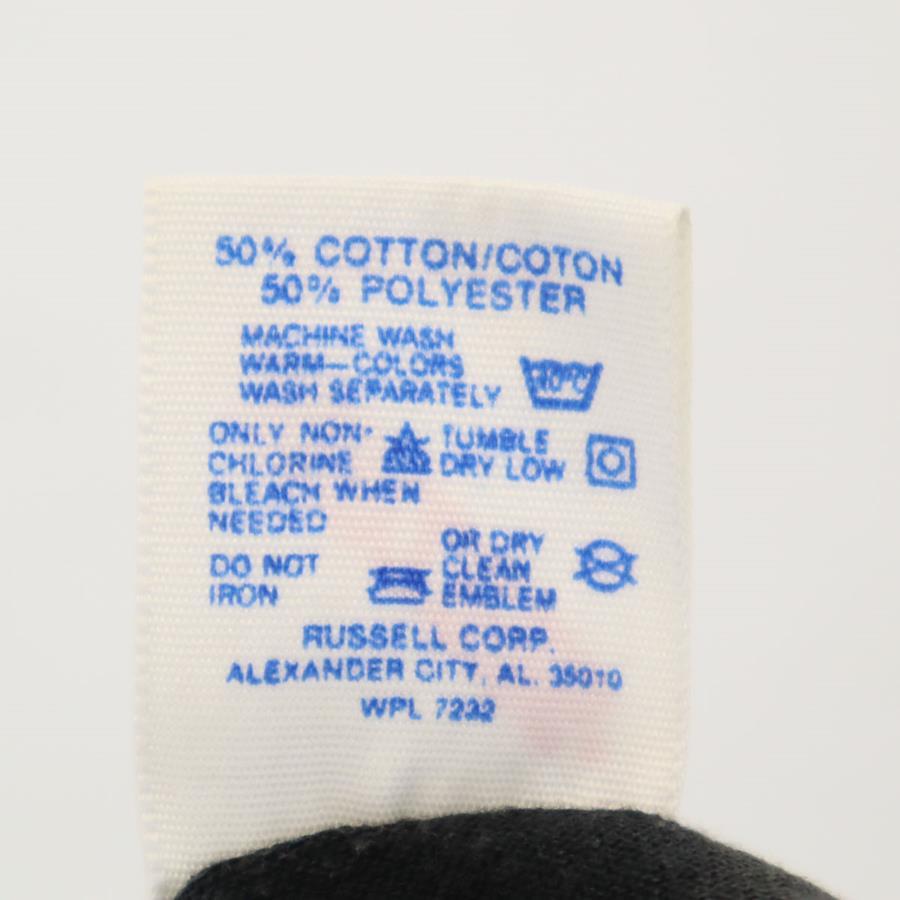 50% COTTON/COTON
50% POLYESTER
MACHINE WASH
WARM—COLORS
WASH SEPARATELY
40°C
ONLY NON-
CHLORINE
BLEACH WHEN
NEEDED
TUMBLE
DRY LOW
DO NOT
IRON
OR DRY
CLEAN
EMBLEM
RUSSELL CORP.
ALEXANDER CITY, AL. 35010
WPL 7232